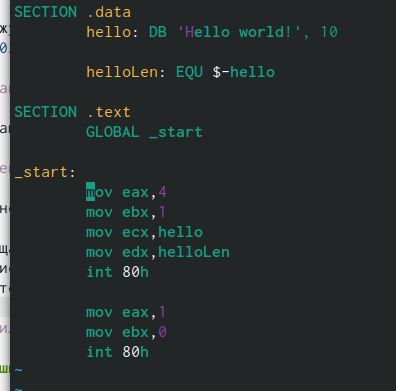 SECTION .data
hello: DB 'Hello world!', 10
helloLen: EQU $-hello
SECTION .text
GLOBAL _start
_start:
mov eax,4
mov ebx,1
mov ecx,hello
mov edx,helloLen
int 80h
mov eax,1
mov ebx,0
int 80h
~
~